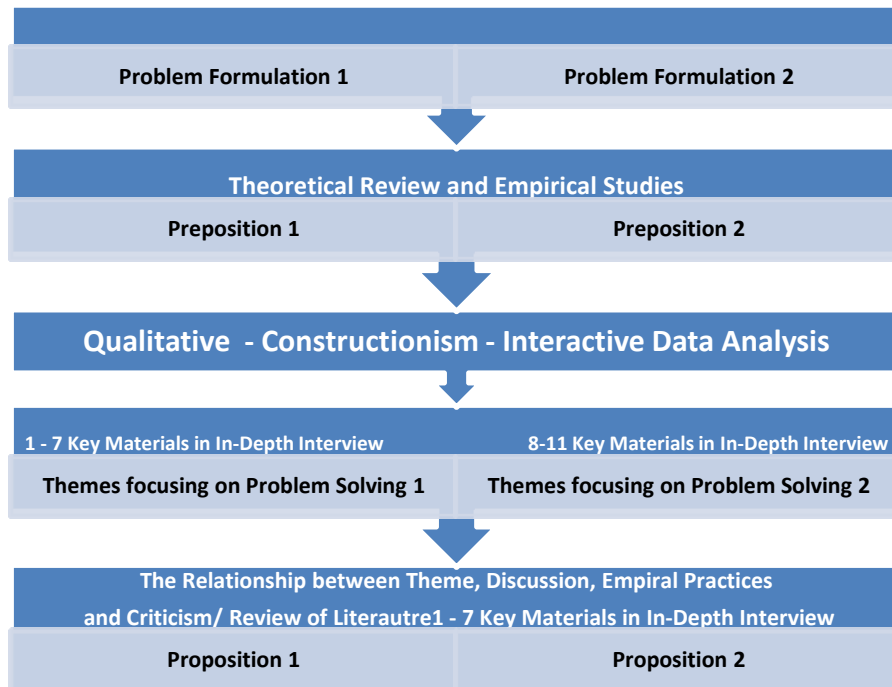 Problem Formulation 1
Problem Formulation 2
Theoretical Review and Empirical Studies
Preposition 1
Preposition 2
Qualitative - Constructionism - Interactive Data Analysis
1 - 7 Key Materials in In-Depth Interview
8-11 Key Materials in In-Depth Interview
Themes focusing on Problem Solving 1
Themes focusing on Problem Solving 2
The Relationship between Theme, Discussion, Empiral Practices
and Criticism/ Review of Literautre1 - 7 Key Materials in In-Depth Interview
Proposition 1
Proposition 2